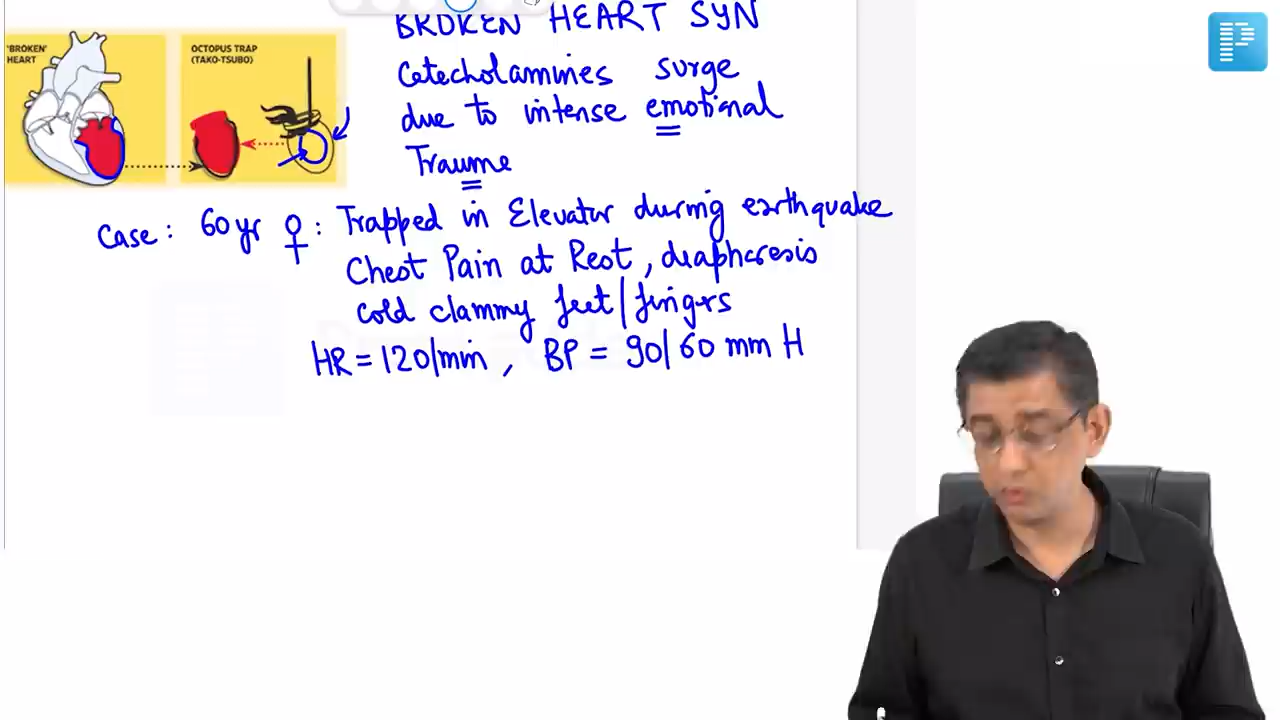 BROKEN HEART SYN
'BROKEN'
HEART
OCTOPUS TRAP
(TAKO-TSUBO)
Catecholamines surge
due to intense emotional
Traume
Case: 60 yr ♀: Trapped in Elevator during earthquake
Chest Pain at Rest, diaphoresis
Cold clammy feet/fingers
HR = 120/min, BP = 90/60 mm H